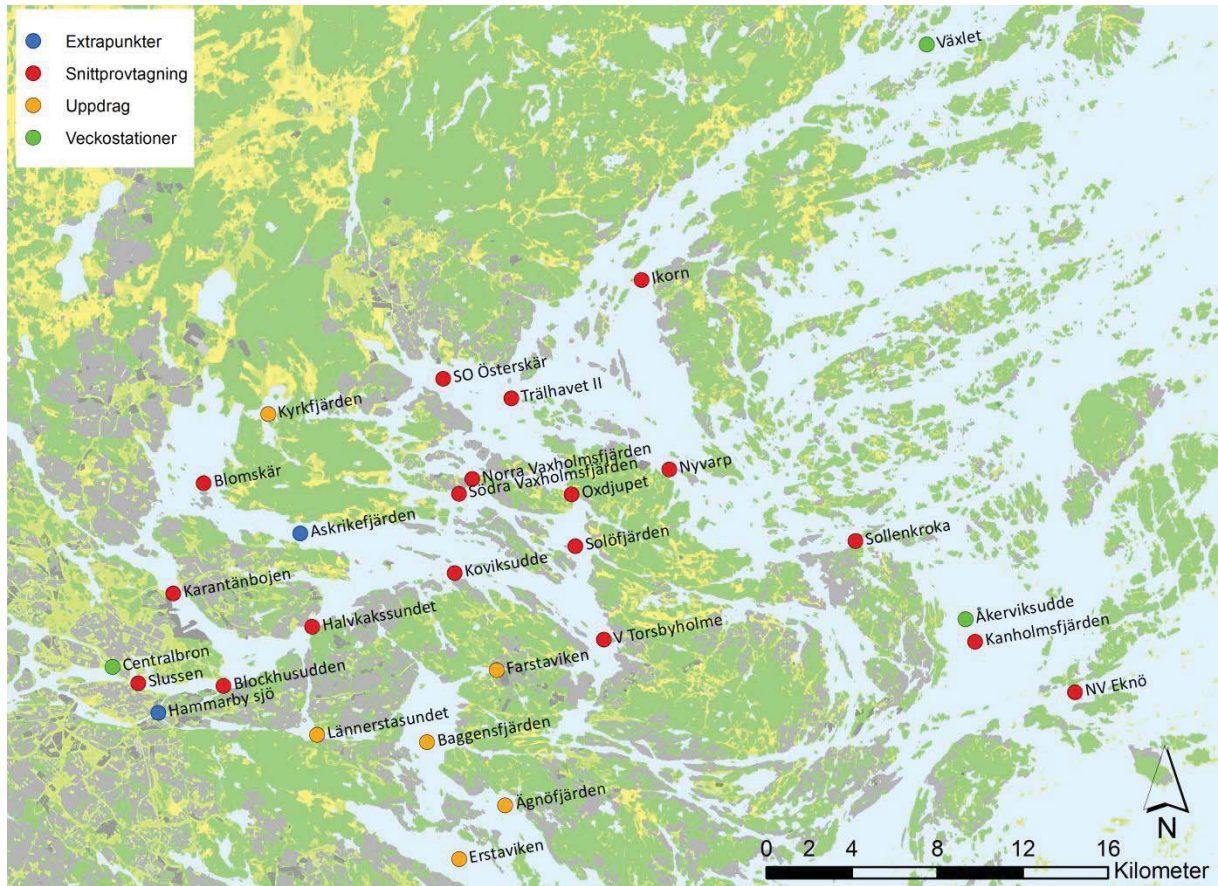 Extrapunkter
Snittprovtagning
Uppdrag
Veckostationer
Växlet
Ikorn
SO Österskär
Trälhavet II
Kyrkfjärden
Norra Vaxholmsfjärden
Nyvarp
Blomskär
Södra Vaxholmsfjärden
Oxdjupet
Askrikefjärden
Solöfjärden
Sollenkroka
Koviksudde
Karantänbojen
Halvkakssundet
Åkerviksudde
V Torsbyholme
Kanholmsfjärden
Centralbron
Farstaviken
Slussen
Blockhusudden
NV Eknö
Hammarby sjö
Lännerstasundet
Baggensfjärden
Ägnöfjärden
Erstaviken
N
0 2 4 8 12 16
Kilometer